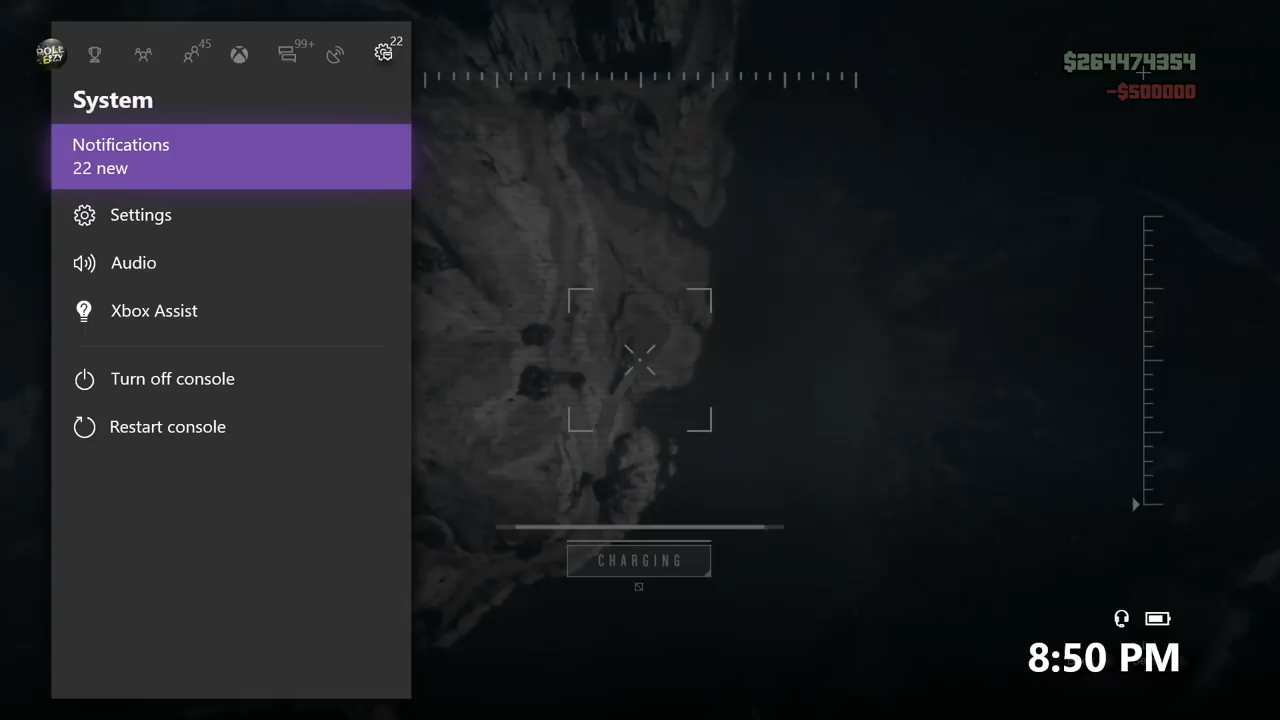 45
99+
22
System
Notifications
22 new
Settings
Audio
Xbox Assist
Turn off console
Restart console
$264474354
-$500000
CHARGING
8:50 PM